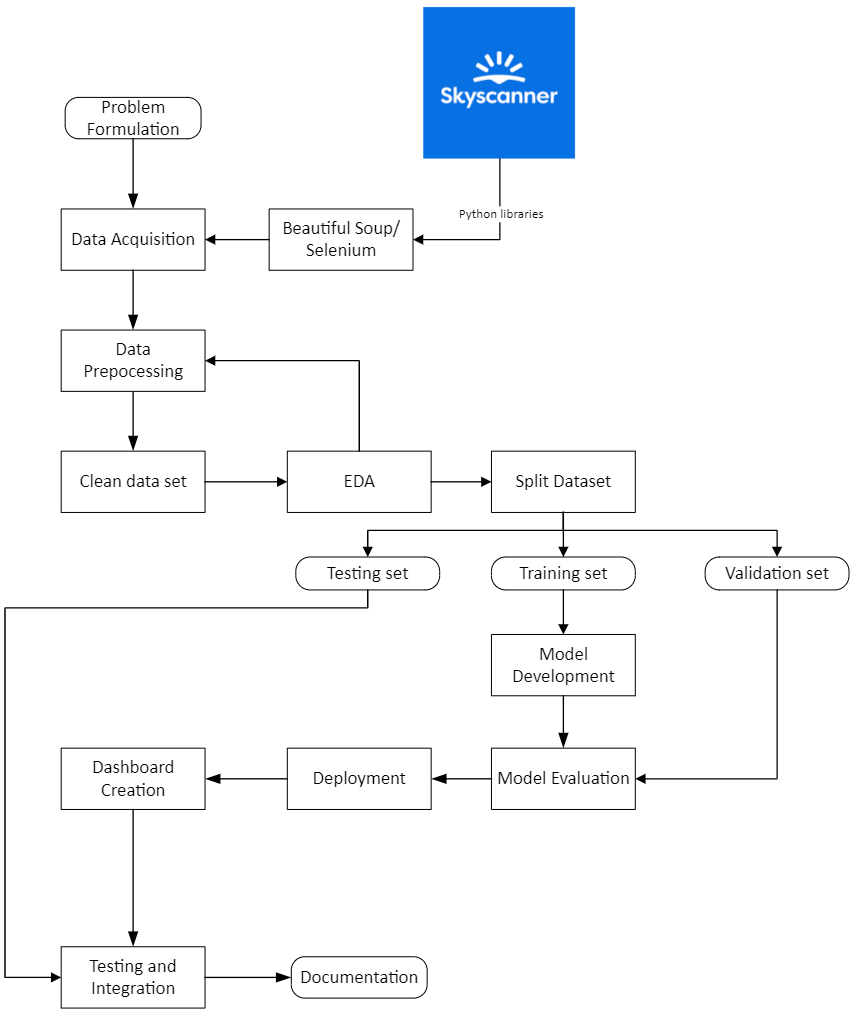 Skyscanner
Problem
Formulation
Python libraries
Data Acquisition
Beautiful Soup/
Selenium
Data
Prepocessing
Clean data set
EDA
Split Dataset
Testing set
Training set
Validation set
Model
Development
Dashboard
Creation
Deployment
Model Evaluation
Testing and
Integration
Documentation